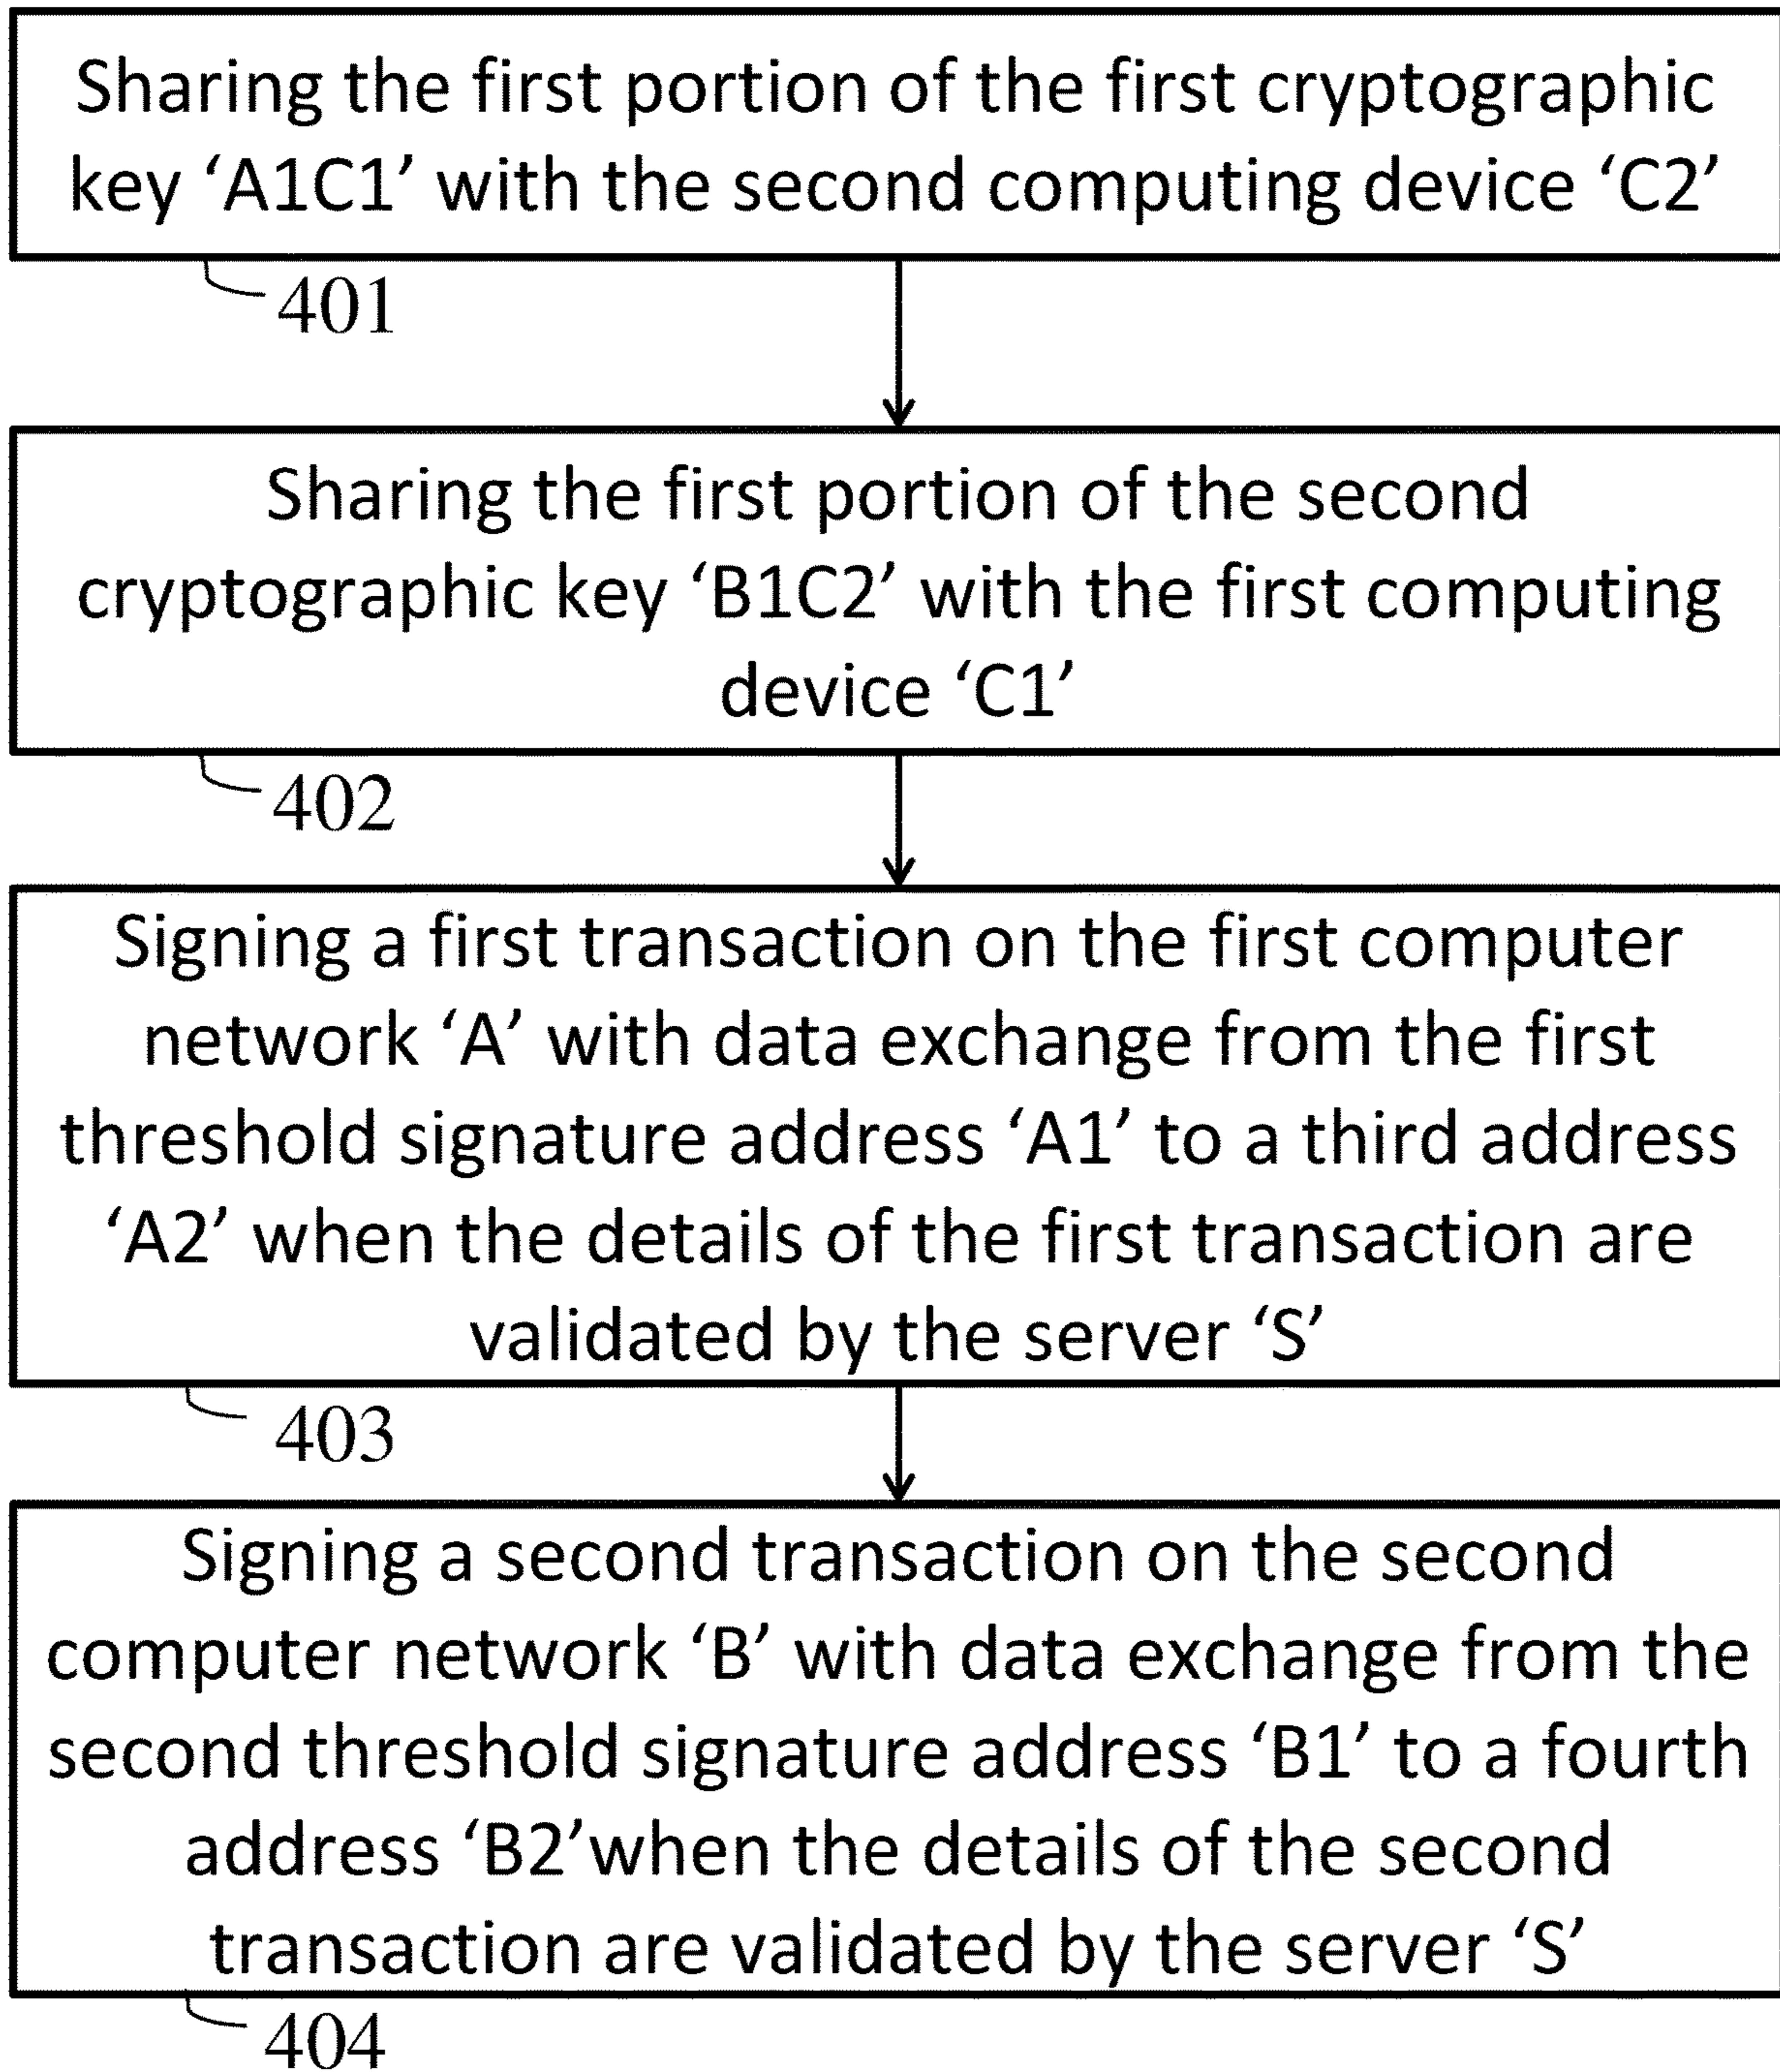 Sharing the first portion of the first cryptographic
key ‘A1C1’ with the second computing device ‘C2’
401
Sharing the first portion of the second
cryptographic key ‘B1C2’ with the first computing
device ‘C1’
402
Signing a first transaction on the first computer
network ‘A’ with data exchange from the first
threshold signature address ‘A1’ to a third address
‘A2’ when the details of the first transaction are
validated by the server ‘S’
403
Signing a second transaction on the second
computer network ‘B’ with data exchange from the
second threshold signature address ‘B1’ to a fourth
address ‘B2’when the details of the second
transaction are validated by the server ‘S’
404